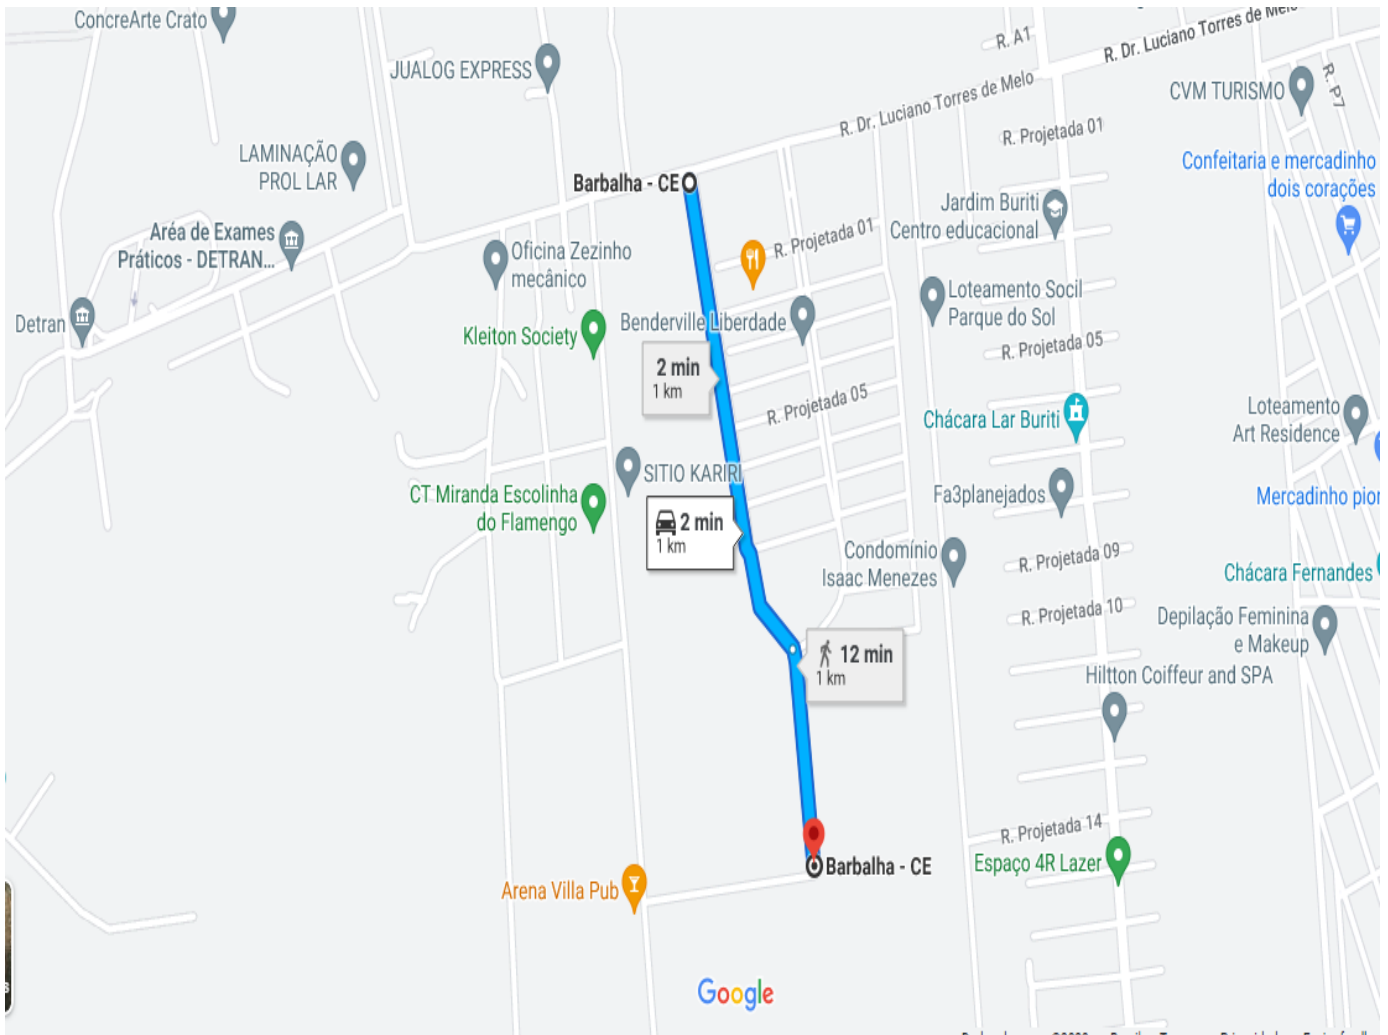 ConcreArte Crato
JUALOG EXPRESS
R. A1
R. Dr. Luciano Torres de Melo
R. Dr. Luciano Torres de Melo
R. P7
CVM TURISMO
LAMINAÇÃO
PROL LAR
R. Projetada 01
Confeitaria e mercadinho
dois corações
Barbalha - CE
Jardim Buriti
Centro educacional
Aréa de Exames
Práticos - DETRAN...
R. Projetada 01
Oficina Zezinho
mecânico
Loteamento Socil
Parque do Sol
Detran
Kleiton Society
Benderville Liberdade
R. Projetada 05
2 min
1 km
R. Projetada 05
Chácara Lar Buriti
Loteamento
Art Residence
SITIO KARIRI
CT Miranda Escolinha
do Flamengo
Fa3planejados
Mercadinho pior
2 min
1 km
Condomínio
Isaac Menezes
R. Projetada 09
Chácara Fernandes
R. Projetada 10
Depilação Feminina
e Makeup
12 min
1 km
Hiltton Coiffeur and SPA
R. Projetada 14
Barbalha - CE
Espaço 4R Lazer
Arena Villa Pub
Google